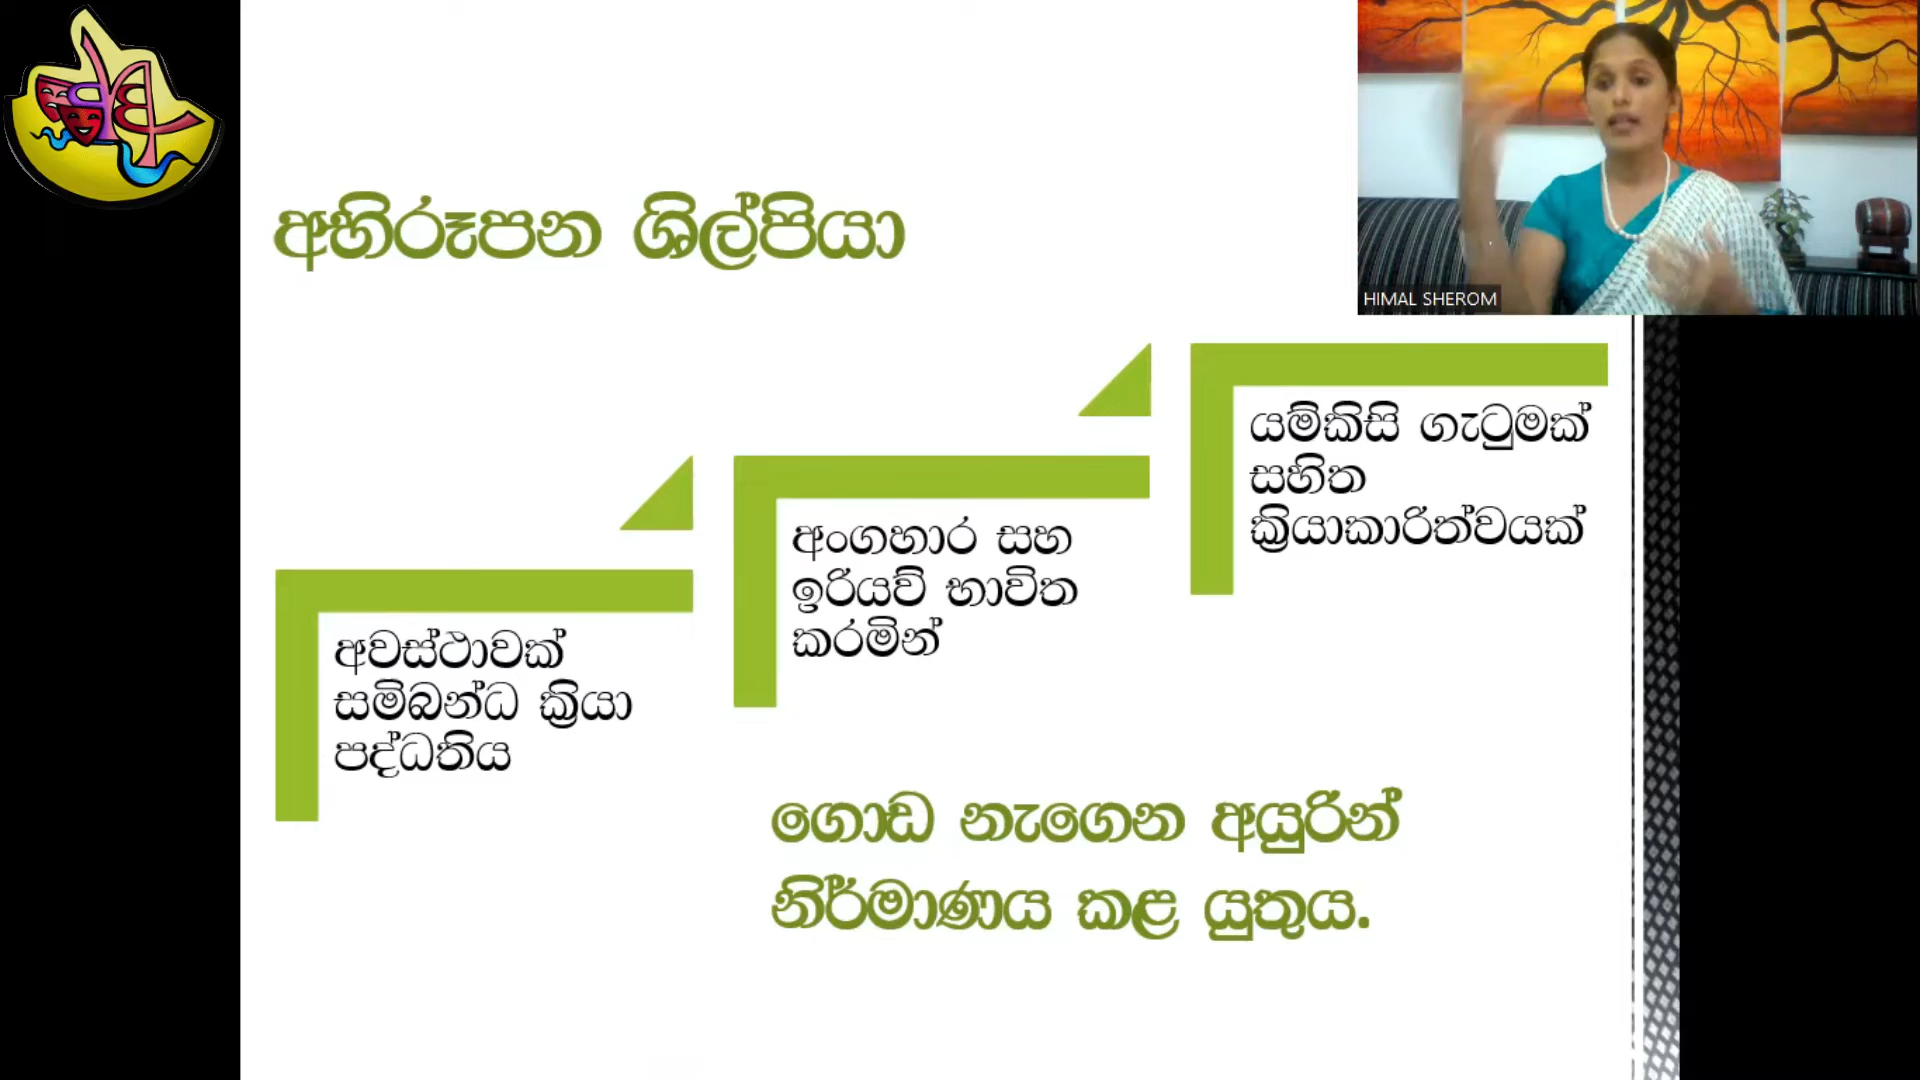 අභිරූපන ශිල්පියා
HIMAL SHEROM
අවස්ථාවක්
සම්බන්ධ ක්‍රියා
පද්ධතිය
අංගහාර සහ
ඉරියව් භාවිත
කරමින්
යම්කිසි ගැටුමක්
සහිත
ක්‍රියාකාරිත්වයක්
ගොඩ නැගෙන අයුරින්
නිර්මාණය කළ යුතුය.